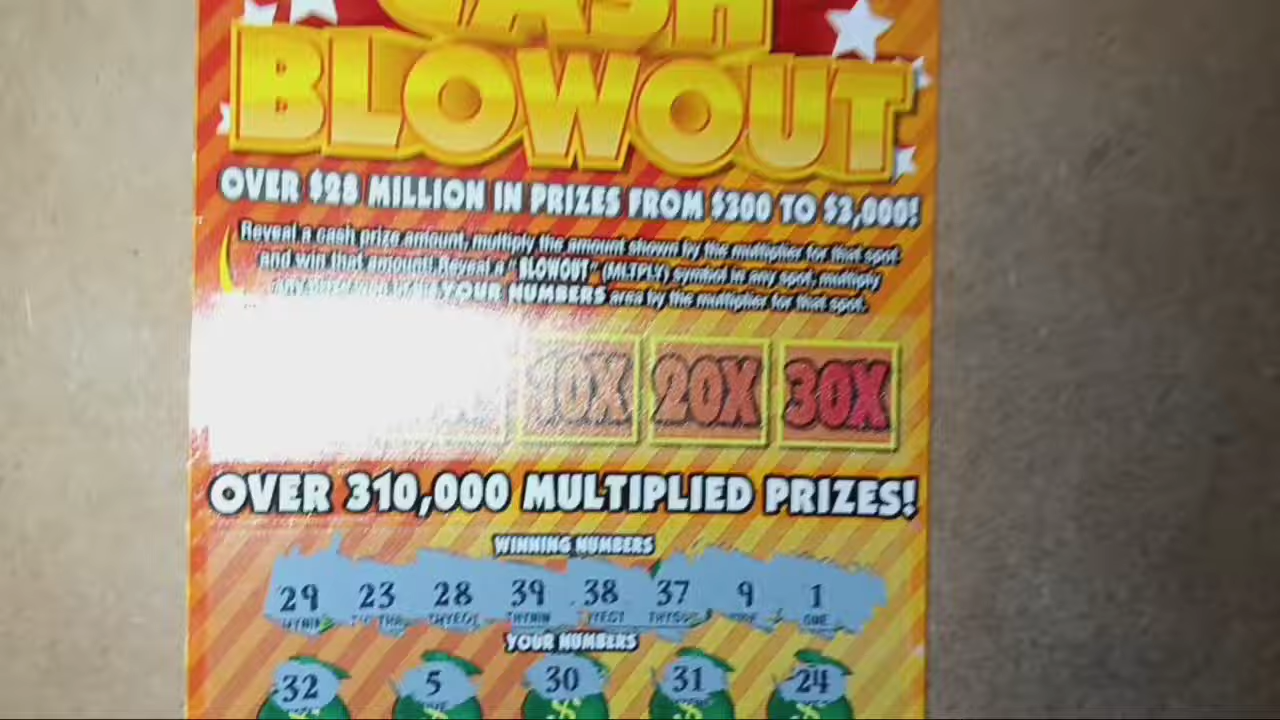 CASH
BLOWOUT
OVER $28 MILLION IN PRIZES FROM $300 TO $3,000!
Reveal a cash prize amount, multiply the amount shown by the multiplier for that spot
and win that amount! Reveal a "BLOWOUT" (MLTPLY) symbol in any spot, multiply
YOUR NUMBERS area by the multiplier for that spot.
20X 30X
OVER 310,000 MULTIPLIED PRIZES!
WINNING NUMBERS
29 23 28 39 38 37 9 1
ONE
YOUR NUMBERS
32 5 30 31 24